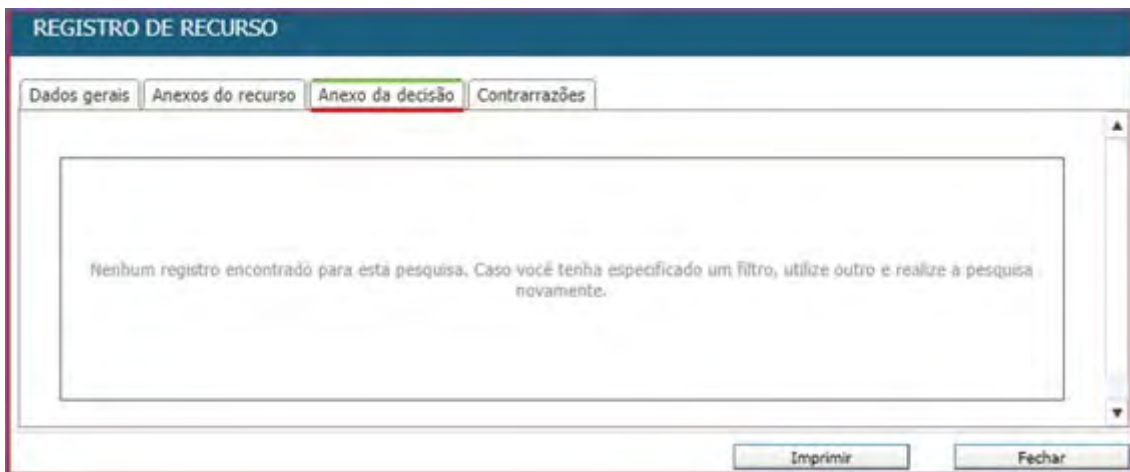 REGISTRO DE RECURSO
Dados gerais Anexos do recurso Anexo da decisão Contrarrazões
Nenhum registro encontrado para esta pesquisa. Caso você tenha especificado um filtro, utilize outro e realize a pesquisa
novamente.
Imprimir Fechar